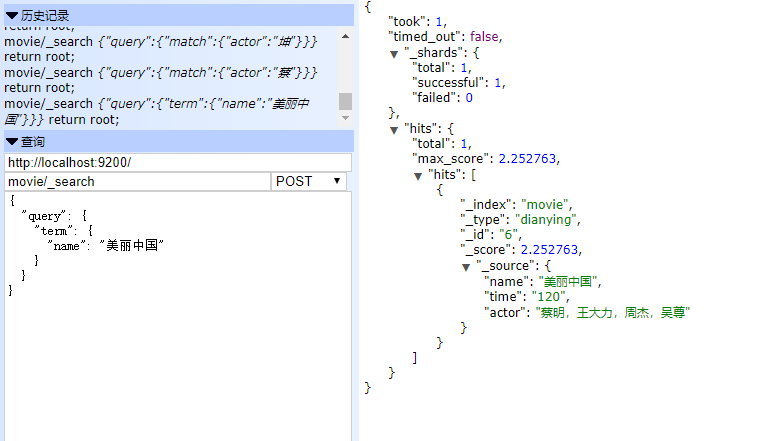 历史记录
return root;
movie/_search {"query":{"match":{"actor":"坤"}}}
return root;
movie/_search {"query":{"match":{"actor":"蔡"}}}
return root;
movie/_search {"query":{"term":{"name":"美丽中
国"}}} return root;
查询
http://localhost:9200/
movie/_search POST
{
"query": {
"term": {
"name": "美丽中国"
}
}
}
{
"took": 1,
"timed_out": false,
"_shards": {
"total": 1,
"successful": 1,
"failed": 0
},
"hits": {
"total": 1,
"max_score": 2.252763,
"hits": [
{
"_index": "movie",
"_type": "dianying",
"_id": "6",
"_score": 2.252763,
"_source": {
"name": "美丽中国",
"time": "120",
"actor": "蔡明，王大力，周杰，吴尊"
}
}
]
}
}